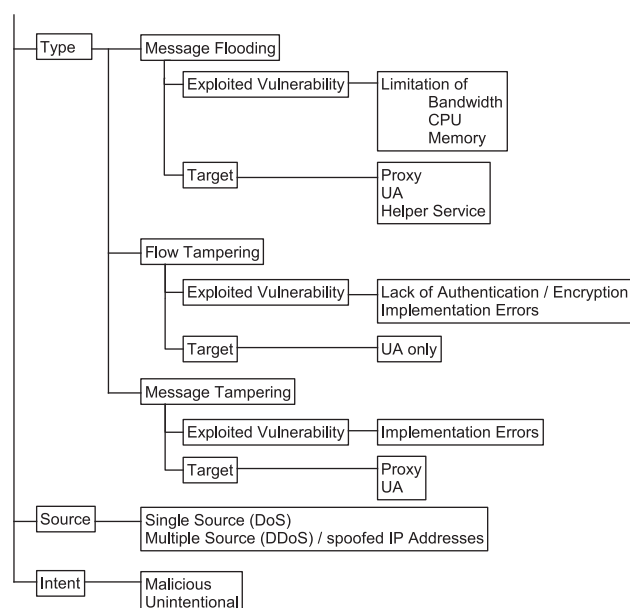 Type
Message Flooding
Exploited Vulnerability
Limitation of
Bandwidth
CPU
Memory
Target
Proxy
UA
Helper Service
Flow Tampering
Exploited Vulnerability
Lack of Authentication / Encryption
Implementation Errors
Target
UA only
Message Tampering
Exploited Vulnerability
Implementation Errors
Target
Proxy
UA
Source
Single Source (DoS)
Multiple Source (DDoS) / spoofed IP Addresses
Intent
Malicious
Unintentional